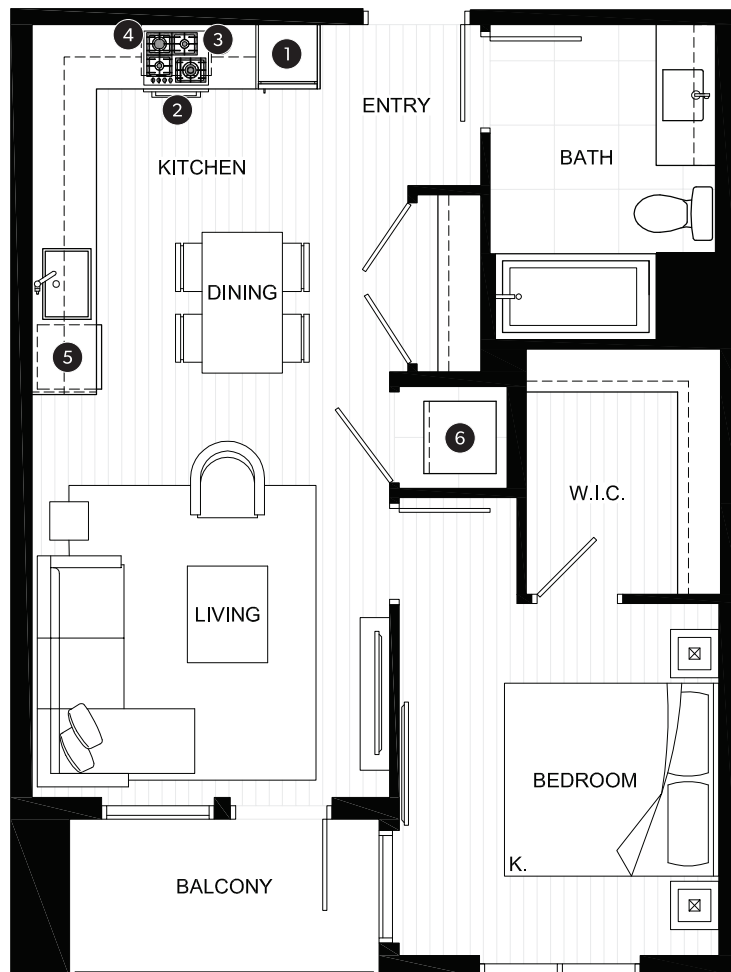 4
3
1
2
ENTRY
KITCHEN
BATH
DINING
5
6
W.I.C.
LIVING
BEDROOM
K.
BALCONY